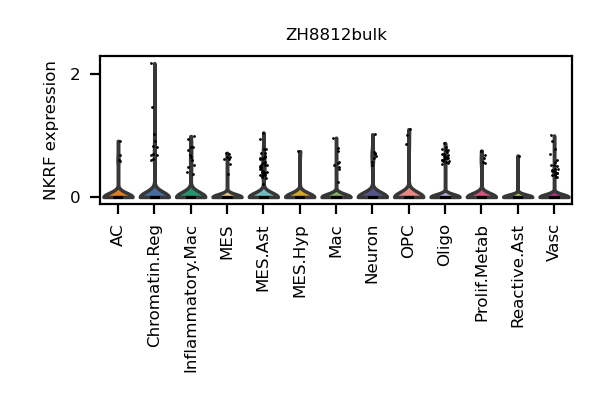 ZH8812bulk
NKRF expression
2
0
AC
Chromatin.Reg
Inflammatory.Mac
MES
MES.Ast
MES.Hyp
Mac
Neuron
OPC
Oligo
Prolif.Metab
Reactive.Ast
Vasc